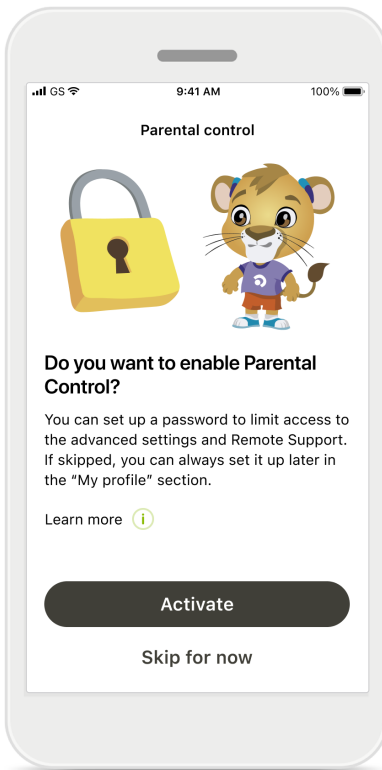 GS 9:41 AM 100%
Parental control
Do you want to enable Parental
Control?
You can set up a password to limit access to
the advanced settings and Remote Support.
If skipped, you can always set it up later in
the “My profile” section.
Learn more i
Activate
Skip for now